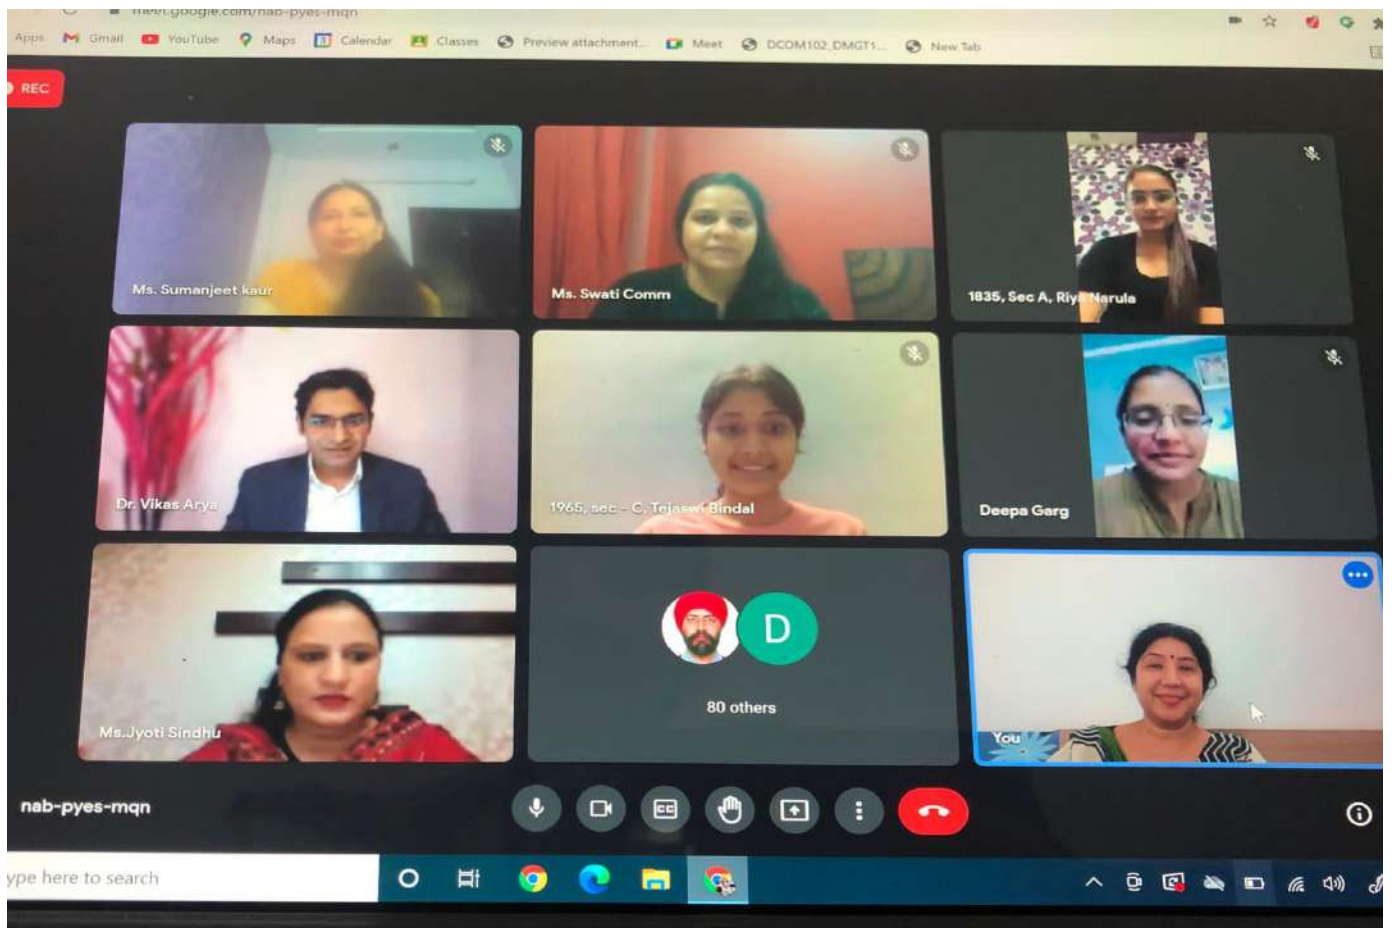 meet.google.com/nab-pyes-mqn
Apps Gmail YouTube Maps Calendar Classes Preview attachment... Meet DCOM102_DMGT1... New Tab
REC
Ms. Sumanjeet kaur
Ms. Swati Comm
1835, Sec A, Riya Narula
Dr. Vikas Arya
1965, sec - C, Tejaswi Bindal
Deepa Garg
Ms.Jyoti Sindhu
D
80 others
You
nab-pyes-mqn
CC
ype here to search